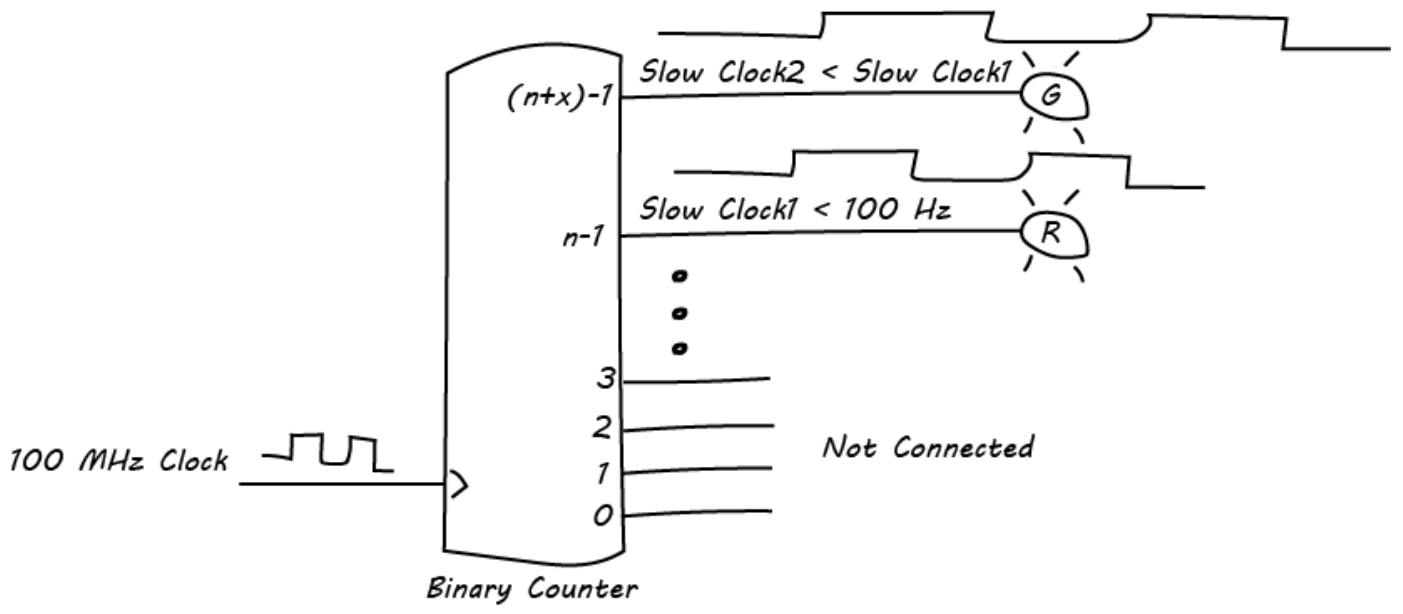 Slow Clock2 < Slow Clock1
(n+x)-1
G
Slow Clock1 < 100 Hz
n-1
R
3
2
Not Connected
100 MHz Clock
1
0
Binary Counter